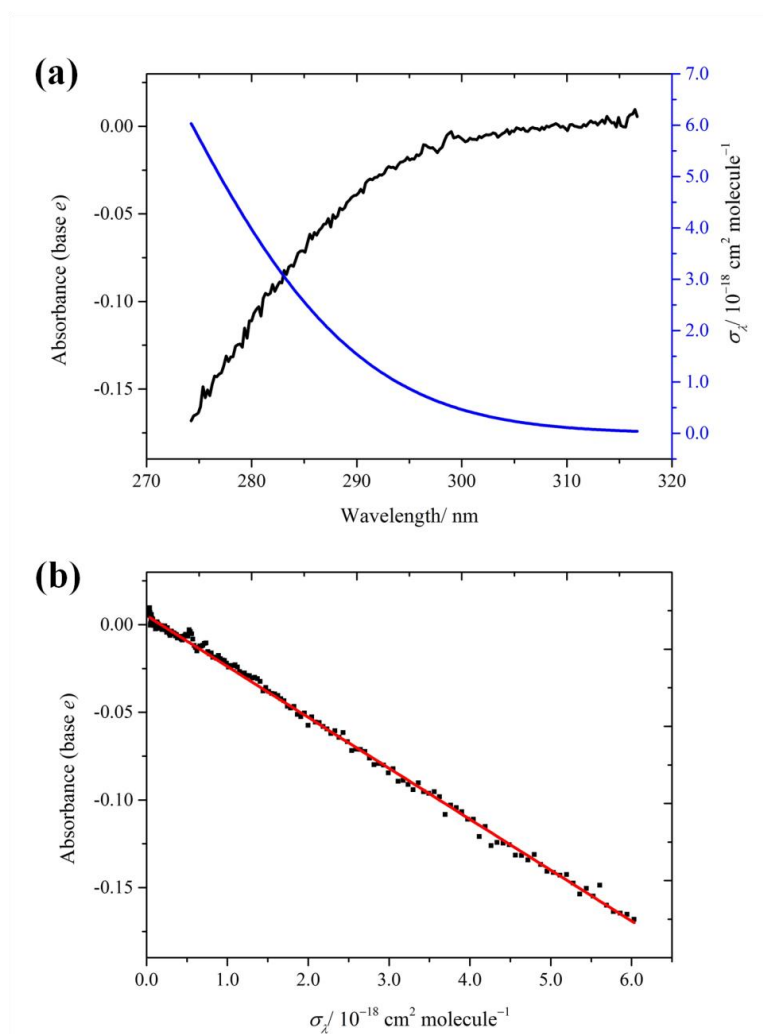 (a)
7.0
0.00
6.0
-0.05
5.0
4.0
-0.10
3.0
2.0
-0.15
1.0
0.0
Absorbance (base e)
σλ/ 10⁻¹⁸ cm² molecule⁻¹
270 280 290 300 310 320
Wavelength/ nm
(b)
0.00
-0.05
-0.10
-0.15
Absorbance (base e)
0.0 1.0 2.0 3.0 4.0 5.0 6.0
σλ/ 10⁻¹⁸ cm² molecule⁻¹